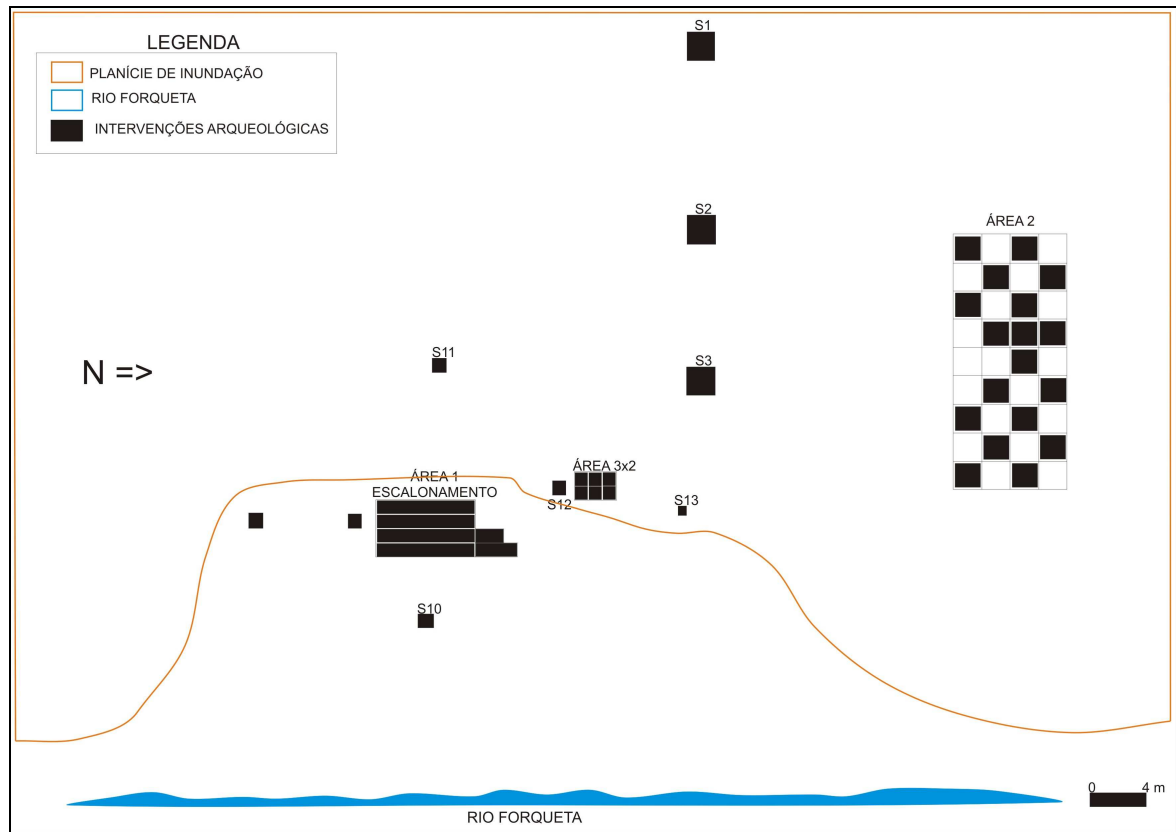 LEGENDA
PLANÍCIE DE INUNDAÇÃO
RIO FORQUETA
INTERVENÇÕES ARQUEOLÓGICAS
S1
S2
ÁREA 2
S11
S3
N =>
ÁREA 1
ESCALONAMENTO
ÁREA 3x2
S12
S13
S10
0 4 m
RIO FORQUETA